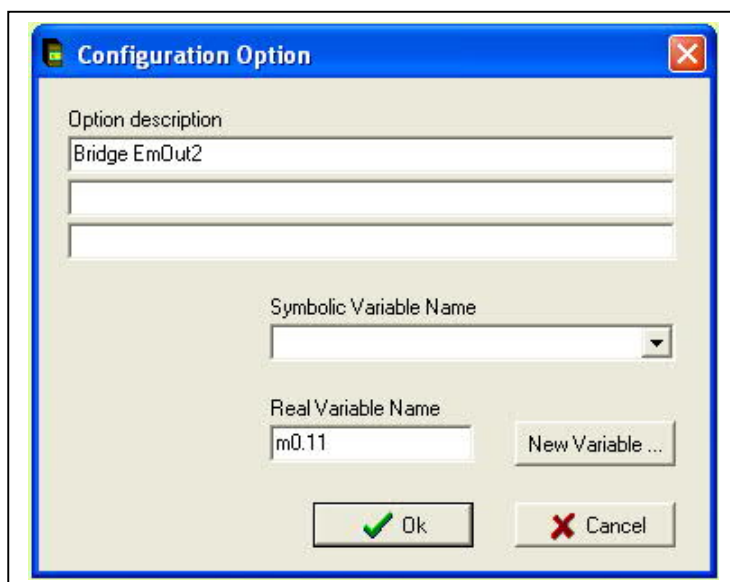 Configuration Option
Option description
Bridge EmOut2
Symbolic Variable Name
Real Variable Name
m0.11
New Variable ...
Ok
Cancel